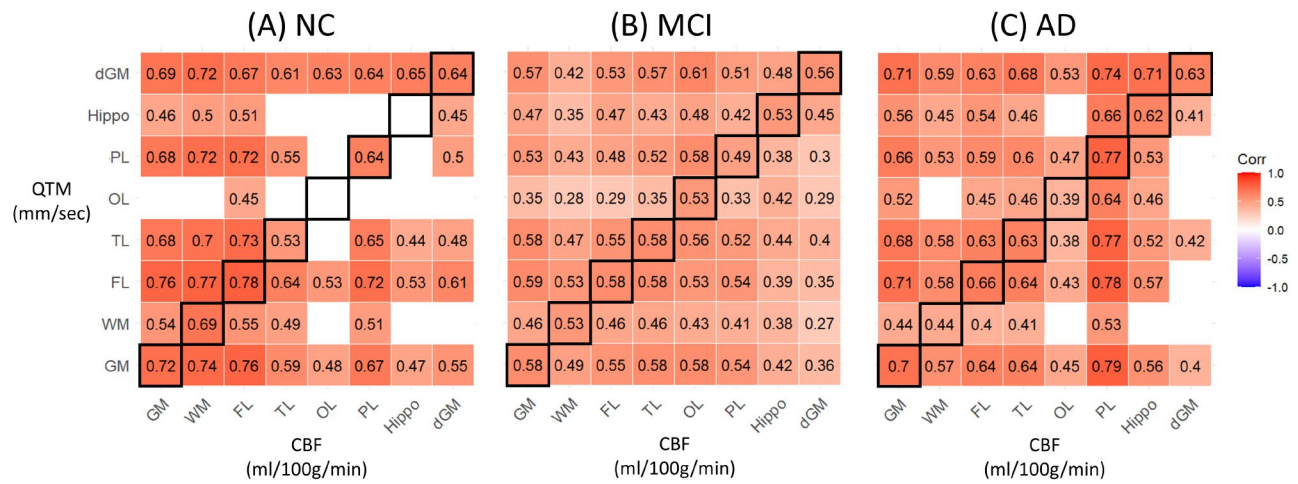 (A) NC (B) MCI (C) AD
dGM 0.69 0.72 0.67 0.61 0.63 0.64 0.65 0.64 0.57 0.42 0.53 0.57 0.61 0.51 0.48 0.56 0.71 0.59 0.63 0.68 0.53 0.74 0.71 0.63
Hippo 0.46 0.5 0.51 0.45 0.47 0.35 0.47 0.43 0.48 0.42 0.53 0.45 0.56 0.45 0.54 0.46 0.66 0.62 0.41
PL 0.68 0.72 0.72 0.55 0.64 0.5 0.53 0.43 0.48 0.52 0.58 0.49 0.38 0.3 0.66 0.53 0.59 0.6 0.47 0.77 0.53
Corr
QTM
(mm/sec)
OL 0.45 0.35 0.28 0.29 0.35 0.53 0.33 0.42 0.29 0.52 0.45 0.46 0.39 0.64 0.46
1.0
0.5
0.0
-0.5
-1.0
TL 0.68 0.7 0.73 0.53 0.65 0.44 0.48 0.58 0.47 0.55 0.58 0.56 0.52 0.44 0.4 0.68 0.58 0.63 0.63 0.38 0.77 0.52 0.42
FL 0.76 0.77 0.78 0.64 0.53 0.72 0.53 0.61 0.59 0.53 0.58 0.58 0.53 0.54 0.39 0.35 0.71 0.58 0.66 0.64 0.43 0.78 0.57
WM 0.54 0.69 0.55 0.49 0.51 0.46 0.53 0.46 0.46 0.43 0.41 0.38 0.27 0.44 0.44 0.4 0.41 0.53
GM 0.72 0.74 0.76 0.59 0.48 0.67 0.47 0.55 0.58 0.49 0.55 0.58 0.58 0.54 0.42 0.36 0.7 0.57 0.64 0.64 0.45 0.79 0.56 0.4
GM WM FL TL OL PL Hippo dGM GM WM FL TL OL PL Hippo dGM GM WM FL TL OL PL Hippo dGM
CBF CBF CBF
(ml/100g/min) (ml/100g/min) (ml/100g/min)